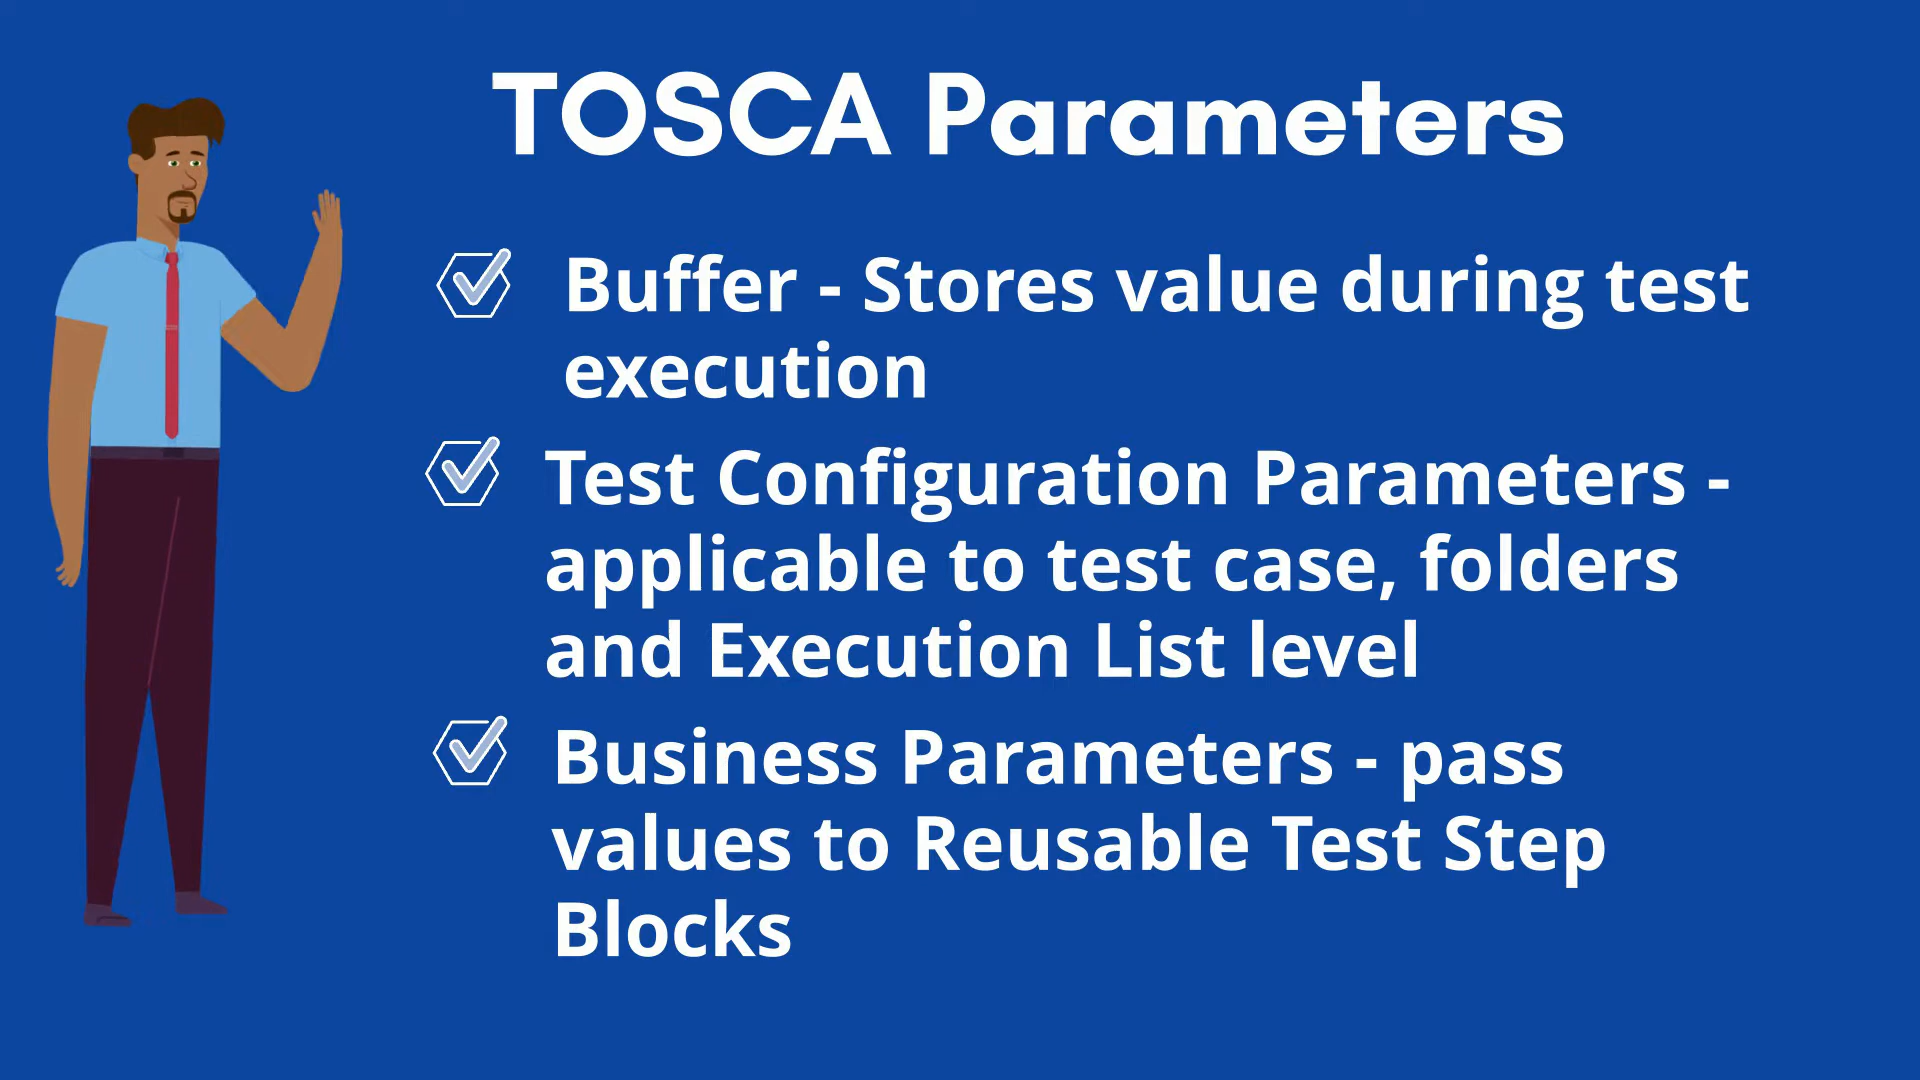 TOSCA Parameters
Buffer - Stores value during test
execution
Test Configuration Parameters -
applicable to test case, folders
and Execution List level
Business Parameters - pass
values to Reusable Test Step
Blocks